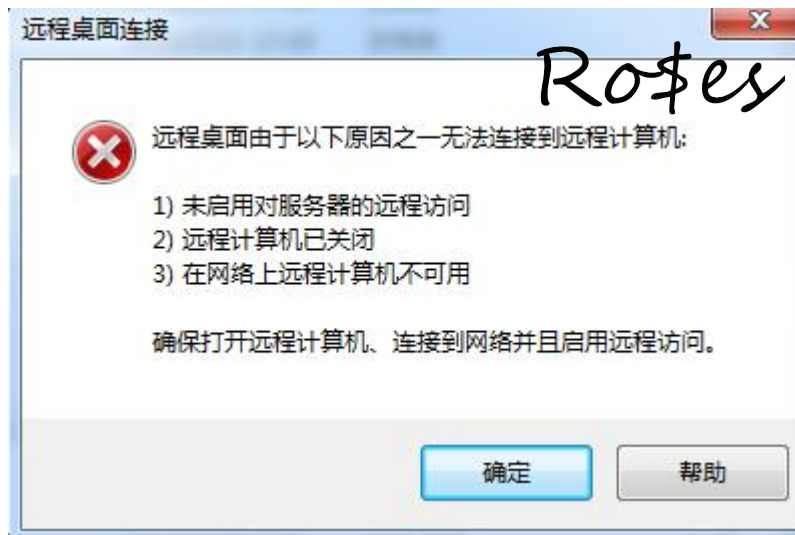 远程桌面连接
Ro$es
远程桌面由于以下原因之一无法连接到远程计算机:
1) 未启用对服务器的远程访问
2) 远程计算机已关闭
3) 在网络上远程计算机不可用
确保打开远程计算机、连接到网络并且启用远程访问。
确定
帮助